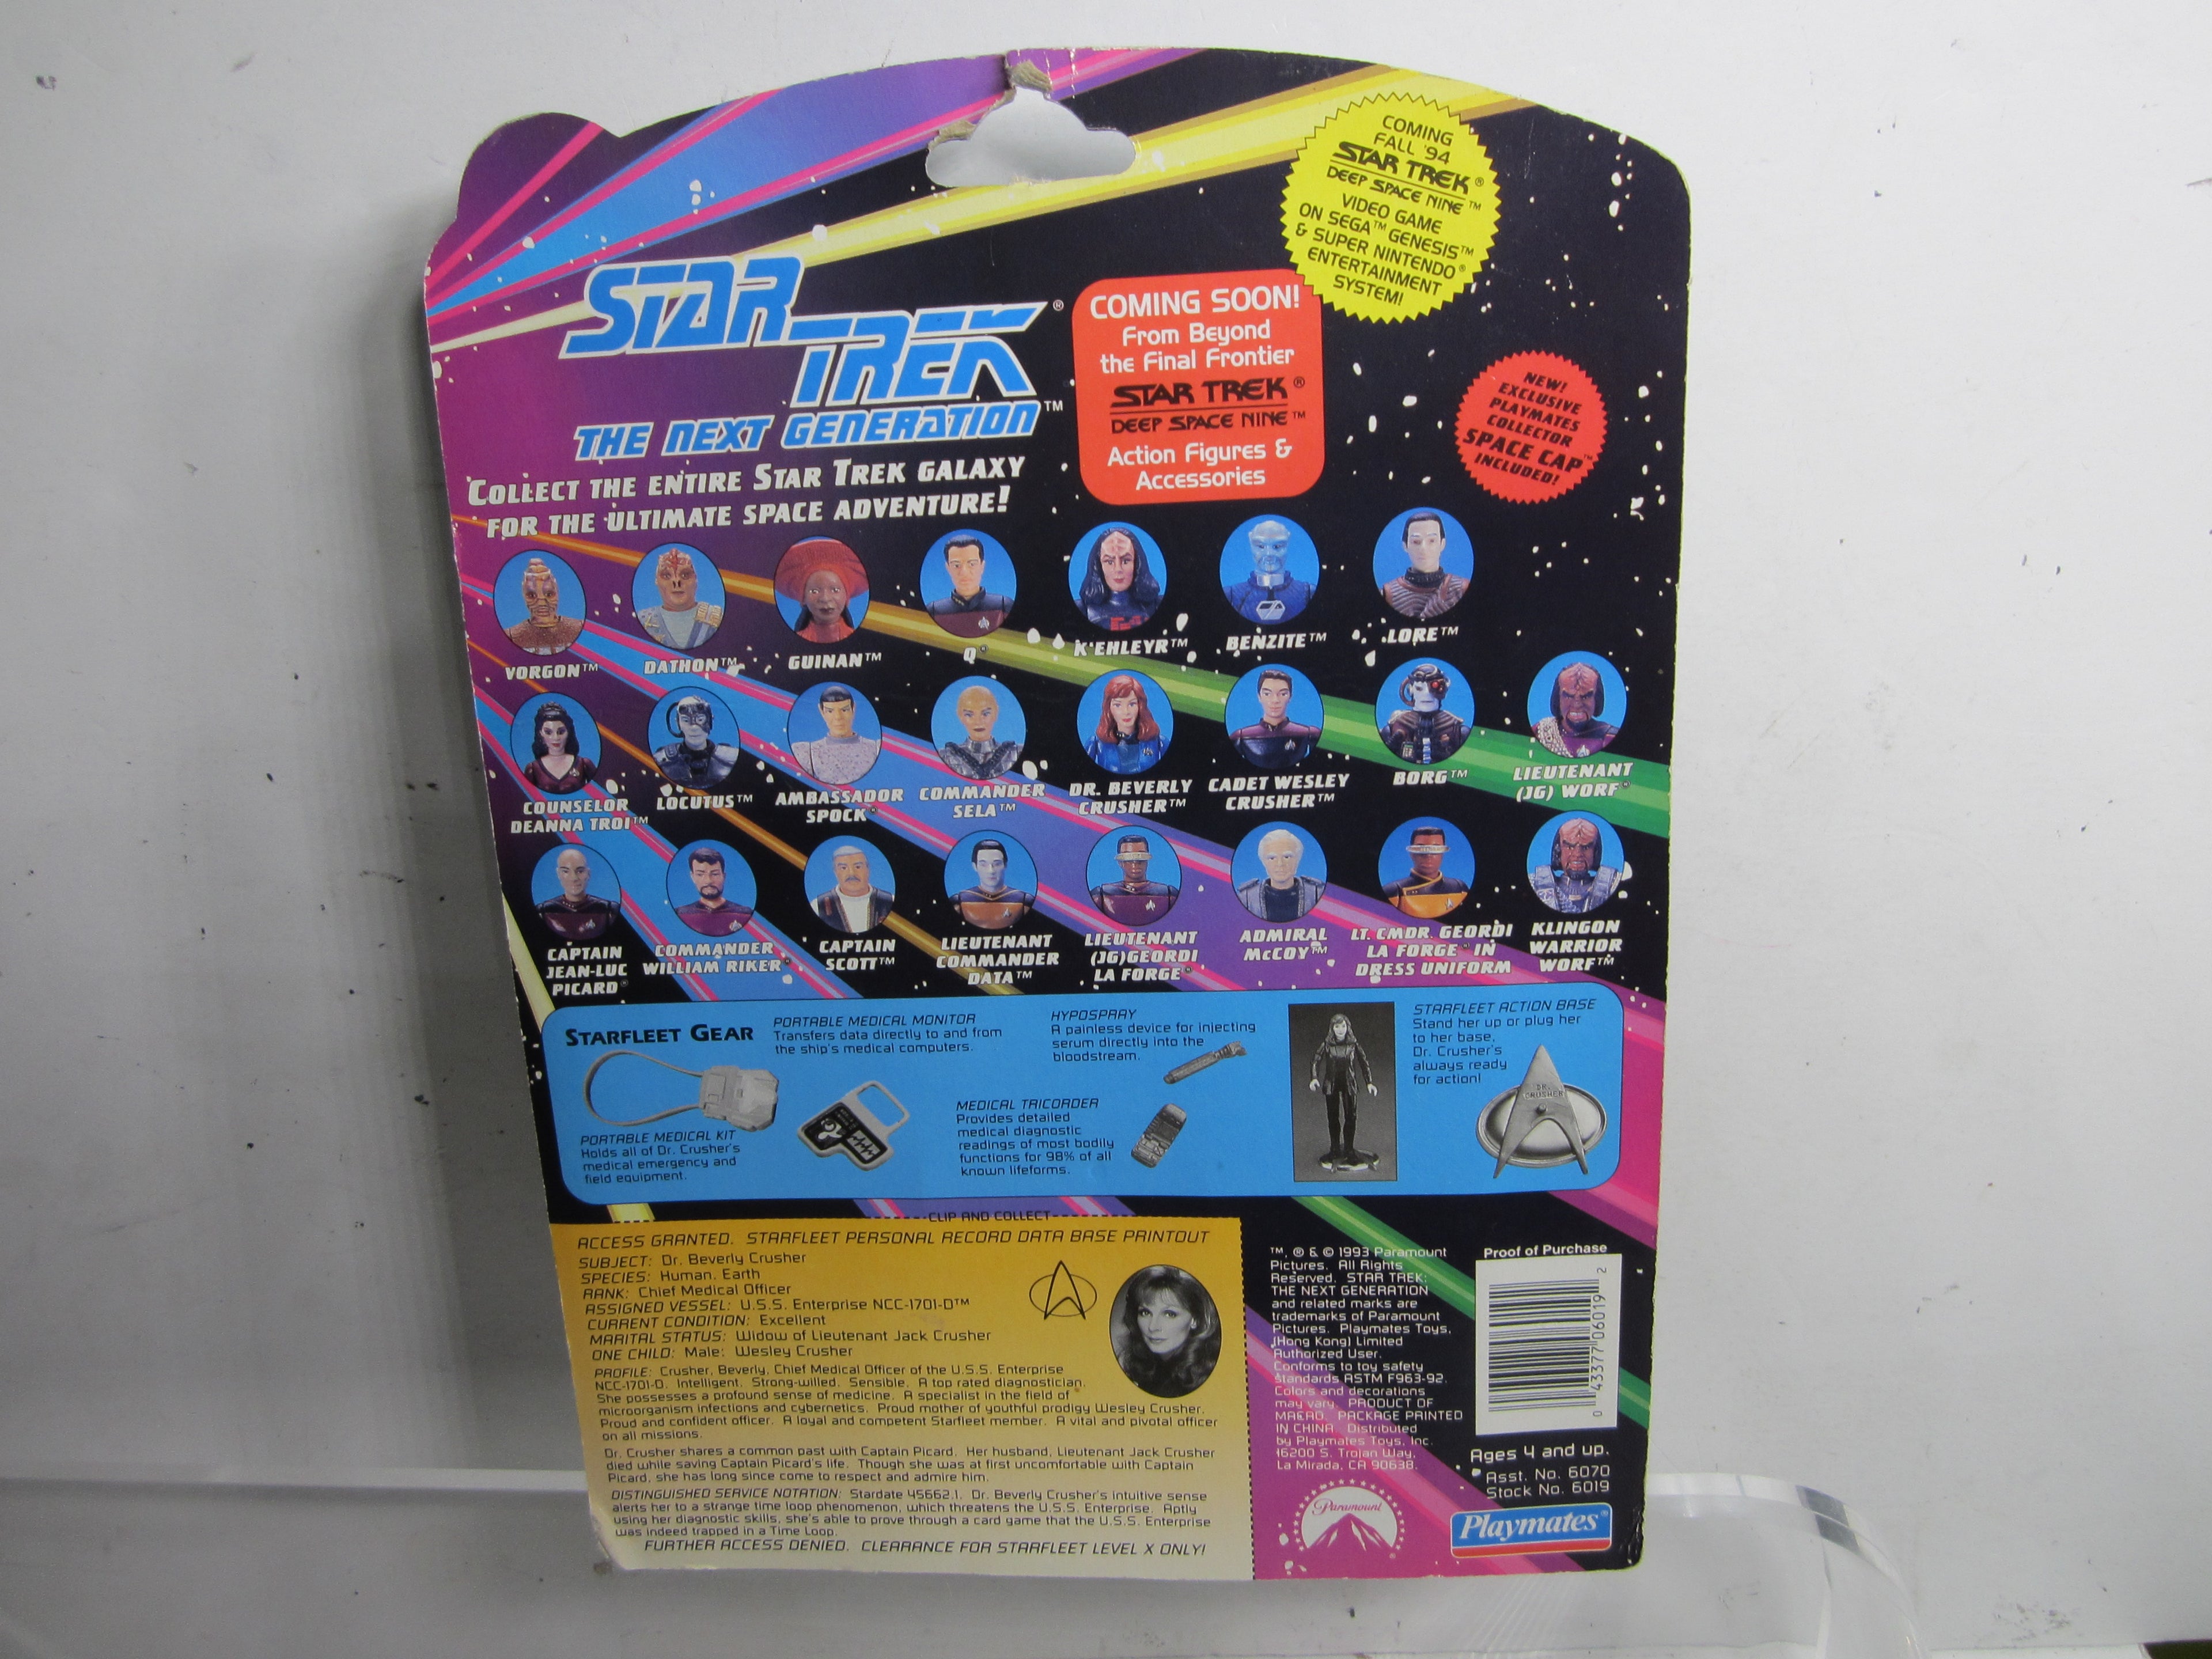 COMING
FALL '94
STAR TREK®
DEEP SPACE NINE™
VIDEO GAME
ON SEGA™ GENESIS™
& SUPER NINTENDO®
ENTERTAINMENT
SYSTEM!
STAR TREK®
THE NEXT GENERATION™
COLLECT THE ENTIRE STAR TREK GALAXY
FOR THE ULTIMATE SPACE ADVENTURE!
COMING SOON!
From Beyond
the Final Frontier
STAR TREK®
DEEP SPACE NINE™
Action Figures &
Accessories
NEW!
EXCLUSIVE
PLAYMATES
COLLECTOR
SPACE CAP™
INCLUDED!
VORGON™
DATHON™
GUINAN™
Q®
K'EHLEYR™
BENZITE™
LORE™
COUNSELOR
DEANNA TROI™
LOCUTUS™
AMBASSADOR
SPOCK®
COMMANDER
SELA™
DR. BEVERLY
CRUSHER™
CADET WESLEY
CRUSHER™
BORG™
LIEUTENANT
(JG) WORF®
CAPTAIN
JEAN-LUC
PICARD®
COMMANDER
WILLIAM RIKER®
CAPTAIN
SCOTT™
LIEUTENANT
COMMANDER
DATA™
LIEUTENANT
(JG)GEORDI
LA FORGE®
ADMIRAL
McCOY™
LT. CMDR. GEORDI
LA FORGE® IN
DRESS UNIFORM
KLINGON
WARRIOR
WORF™
STARFLEET GEAR
PORTABLE MEDICAL MONITOR
Transfers data directly to and from
the ship's medical computers.
HYPOSPRAY
A painless device for injecting
serum directly into the
bloodstream.
STARFLEET ACTION BASE
Stand her up or plug her
to her base,
Dr. Crusher's
always ready
for action!
DR.
CRUSHER
PORTABLE MEDICAL KIT
Holds all of Dr. Crusher's
medical emergency and
field equipment.
MEDICAL TRICORDER
Provides detailed
medical diagnostic
readings of most bodily
functions for 98% of all
known lifeforms.
CLIP AND COLLECT
ACCESS GRANTED. STARFLEET PERSONAL RECORD DATA BASE PRINTOUT
SUBJECT: Dr. Beverly Crusher
SPECIES: Human. Earth
RANK: Chief Medical Officer
ASSIGNED VESSEL: U.S.S. Enterprise NCC-1701-D™
CURRENT CONDITION: Excellent
MARITAL STATUS: Widow of Lieutenant Jack Crusher
ONE CHILD: Male: Wesley Crusher
PROFILE: Crusher, Beverly, Chief Medical Officer of the U.S.S. Enterprise
NCC-1701-D. Intelligent. Strong-willed. Sensible. A top rated diagnostician.
She possesses a profound sense of medicine. A specialist in the field of
microorganism infections and cybernetics. Proud mother of youthful prodigy Wesley Crusher.
Proud and confident officer. A loyal and competent Starfleet member. A vital and pivotal officer
on all missions.
Dr. Crusher shares a common past with Captain Picard. Her husband, Lieutenant Jack Crusher
died while saving Captain Picard's life. Though she was at first uncomfortable with Captain
Picard, she has long since come to respect and admire him.
DISTINGUISHED SERVICE NOTATION: Stardate 45662.1. Dr. Beverly Crusher's intuitive sense
alerts her to a strange time loop phenomenon, which threatens the U.S.S. Enterprise. Aptly
using her diagnostic skills, she's able to prove through a card game that the U.S.S. Enterprise
was indeed trapped in a Time Loop.
FURTHER ACCESS DENIED. CLEARANCE FOR STARFLEET LEVEL X ONLY!
™, ® & © 1993 Paramount
Pictures. All Rights
Reserved. STAR TREK:
THE NEXT GENERATION
and related marks are
trademarks of Paramount
Pictures. Playmates Toys,
(Hong Kong) Limited
Authorized User.
Conforms to toy safety
standards ASTM F963-92.
Colors and decorations
may vary. PRODUCT OF
MACAO. PACKAGE PRINTED
IN CHINA. Distributed
by Playmates Toys, Inc.
16200 S. Trojan Way,
La Mirada, CA 90638.
Paramount
Proof of Purchase
0 43377 06019 2
Ages 4 and up.
Asst. No. 6070
Stock No. 6019
Playmates®